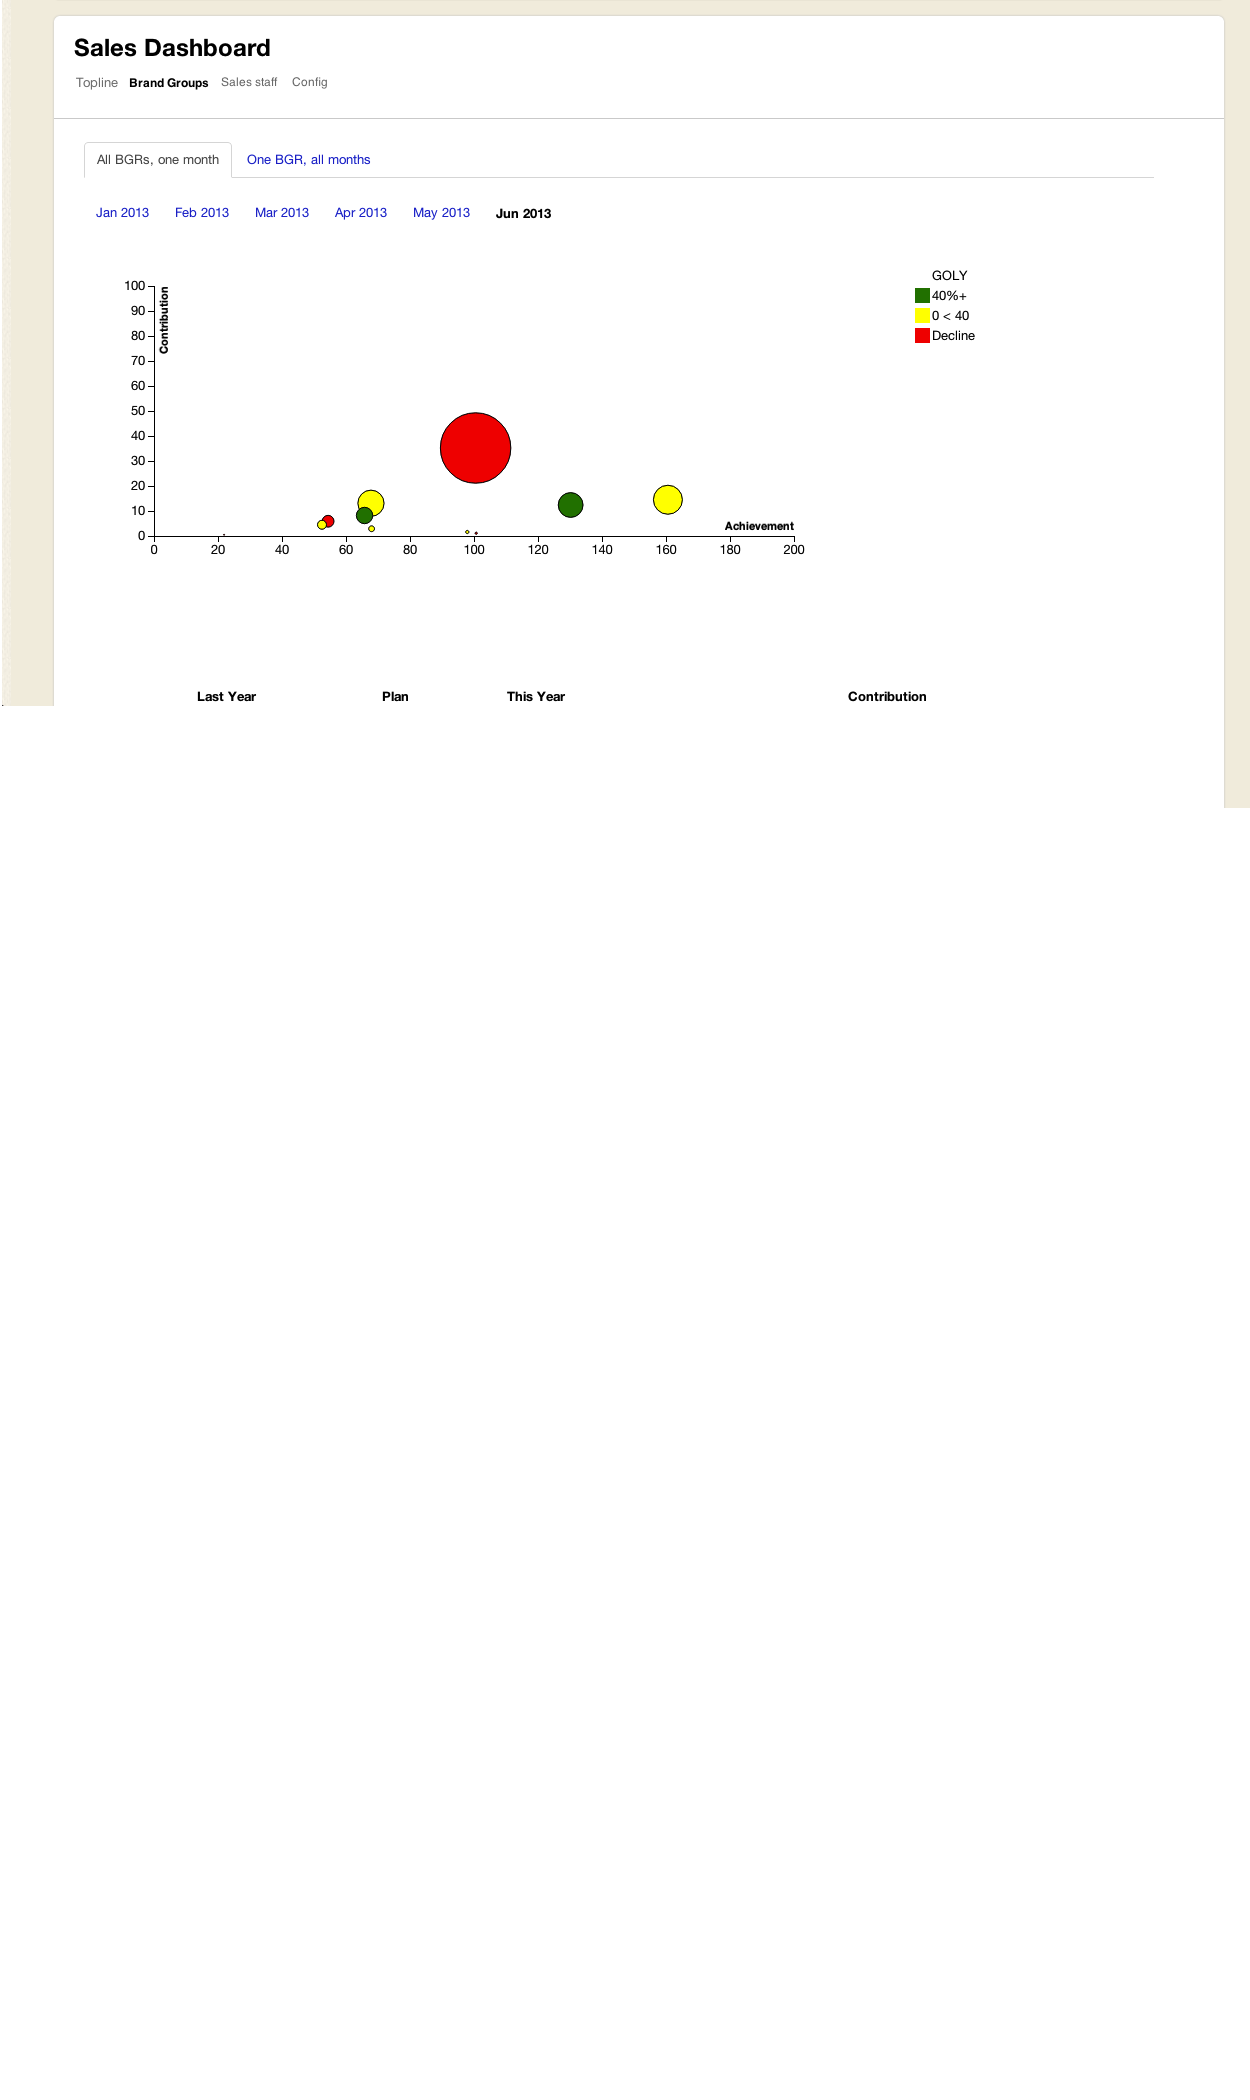 Sales Dashboard
Topline Brand Groups Sales staff Config
All BGRs, one month One BGR, all months
Jan 2013 Feb 2013 Mar 2013 Apr 2013 May 2013 Jun 2013
GOLY
40%+
0 < 40
Decline
Contribution
100
90
80
70
60
50
40
30
20
10
0
Achievement
0 20 40 60 80 100 120 140 160 180 200
Last Year Plan This Year Contribution